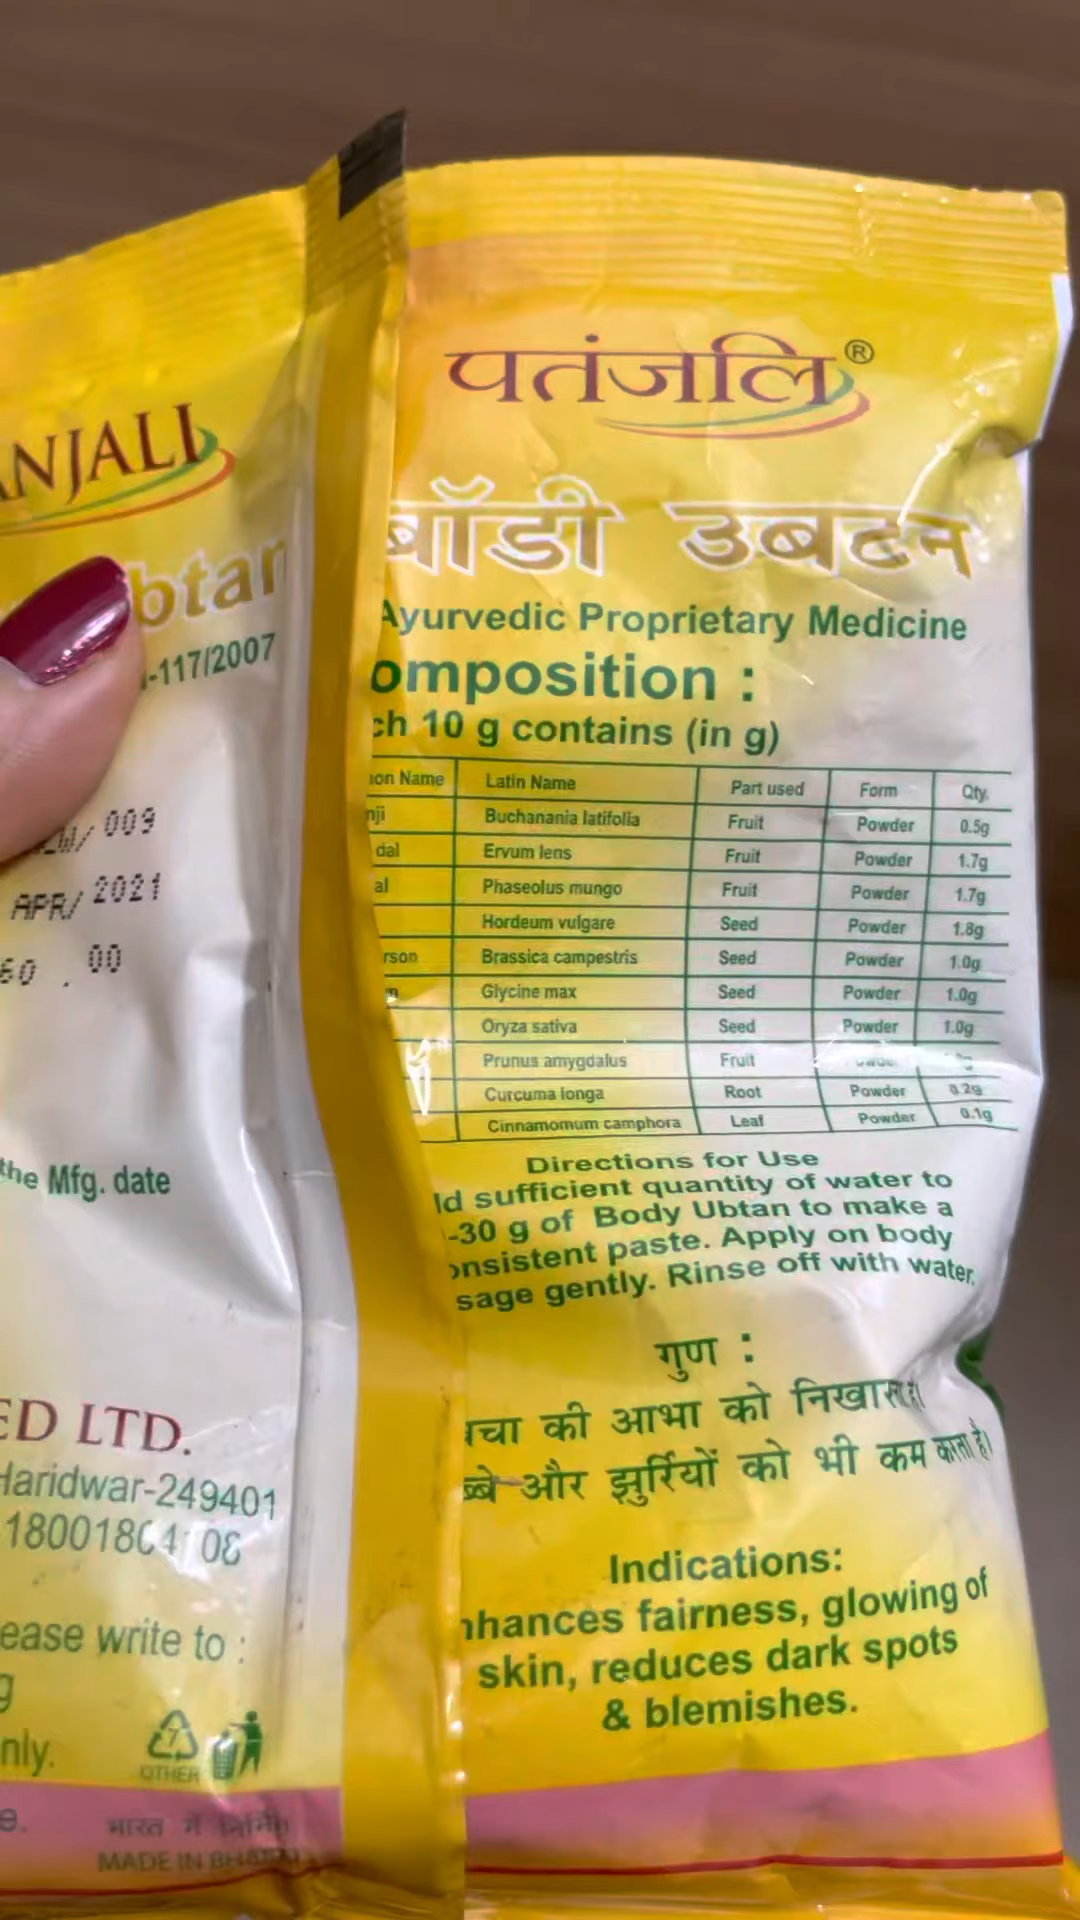 NJALI
btan
-117/2007
009
APR/ 2021
60 . 00
the Mfg. date
ED LTD.
Haridwar-249401
ease write to :
g
nly.
OTHER
e.
भारत में निर्मित
MADE IN
पतंजलि®
बॉडी उबटन
Ayurvedic Proprietary Medicine
omposition :
ch 10 g contains (in g)
on Name Latin Name Part used Form Qty.
nji Buchanania latifolia Fruit Powder 0.5g
dal Ervum lens Fruit Powder 1.7g
al Phaseolus mungo Fruit Powder 1.7g
Hordeum vulgare Seed Powder 1.8g
rson Brassica campestris Seed Powder 1.0g
Glycine max Seed Powder 1.0g
Oryza sativa Seed Powder 1.0g
Prunus amygdalus Fruit
Curcuma longa Root Powder 0.2g
Cinnamomum camphora Leaf Powder 0.1g
Directions for Use
ld sufficient quantity of water to
-30 g of Body Ubtan to make a
onsistent paste. Apply on body
sage gently. Rinse off with water.
गुण :
चा की आभा को निखारता है।
ब्बे और झुर्रियों को भी कम करता है।
Indications:
nhances fairness, glowing of
skin, reduces dark spots
& blemishes.